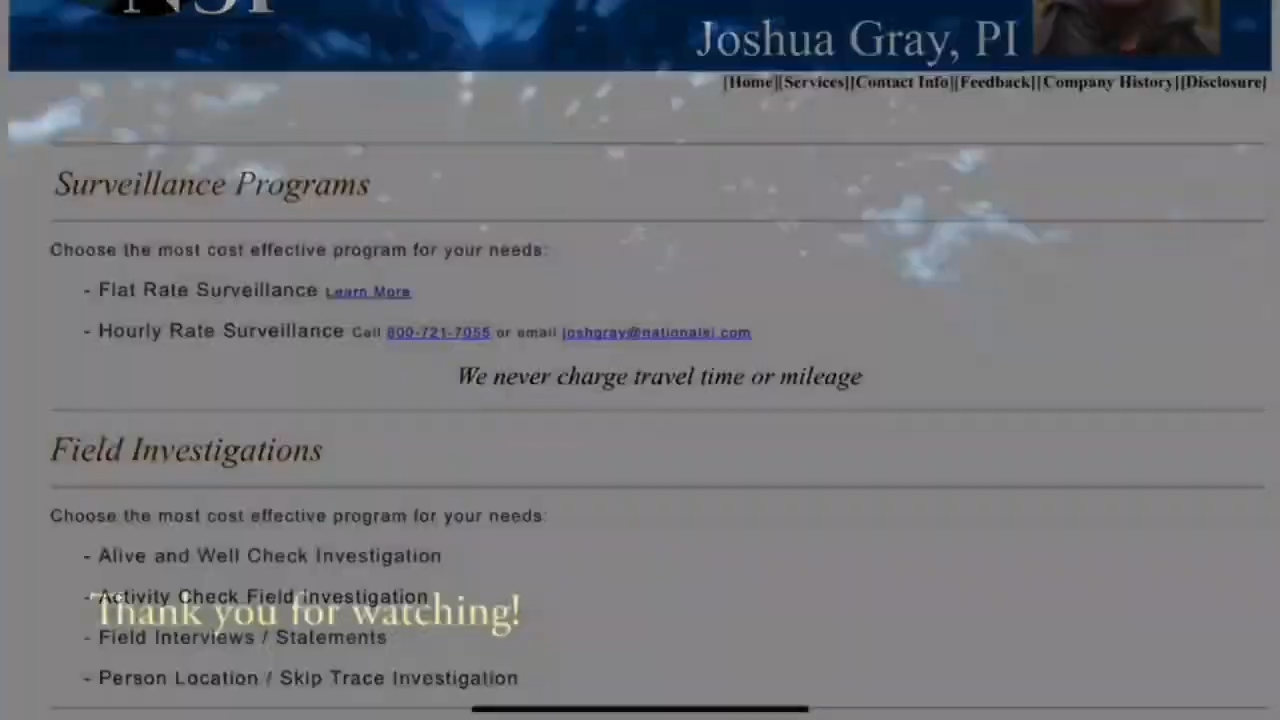 NSI
Joshua Gray, PI
[Home][Services][Contact Info][Feedback][Company History][Disclosure]
Surveillance Programs
Choose the most cost effective program for your needs:
- Flat Rate Surveillance Learn More
- Hourly Rate Surveillance Call 800-721-7055 or email joshgray@nationalsi.com
We never charge travel time or mileage
Field Investigations
Choose the most cost effective program for your needs:
- Alive and Well Check Investigation
- Activity Check Field Investigation
Thank you for watching!
- Field Interviews / Statements
- Person Location / Skip Trace Investigation